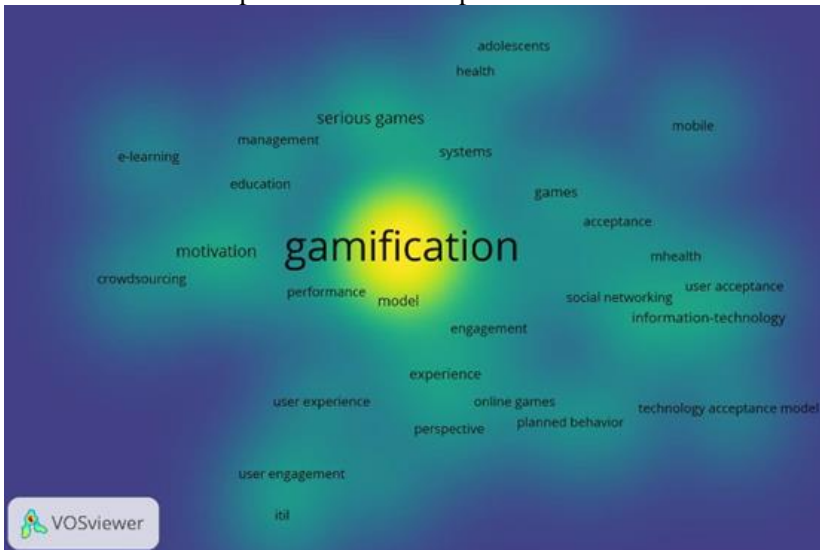 adolescents
health
serious games
mobile
management
systems
e-learning
education
games
acceptance
motivation
gamification
mhealth
crowdsourcing
user acceptance
performance
model
social networking
information-technology
engagement
experience
user experience
online games
technology acceptance model
perspective
planned behavior
user engagement
itil
VOSviewer